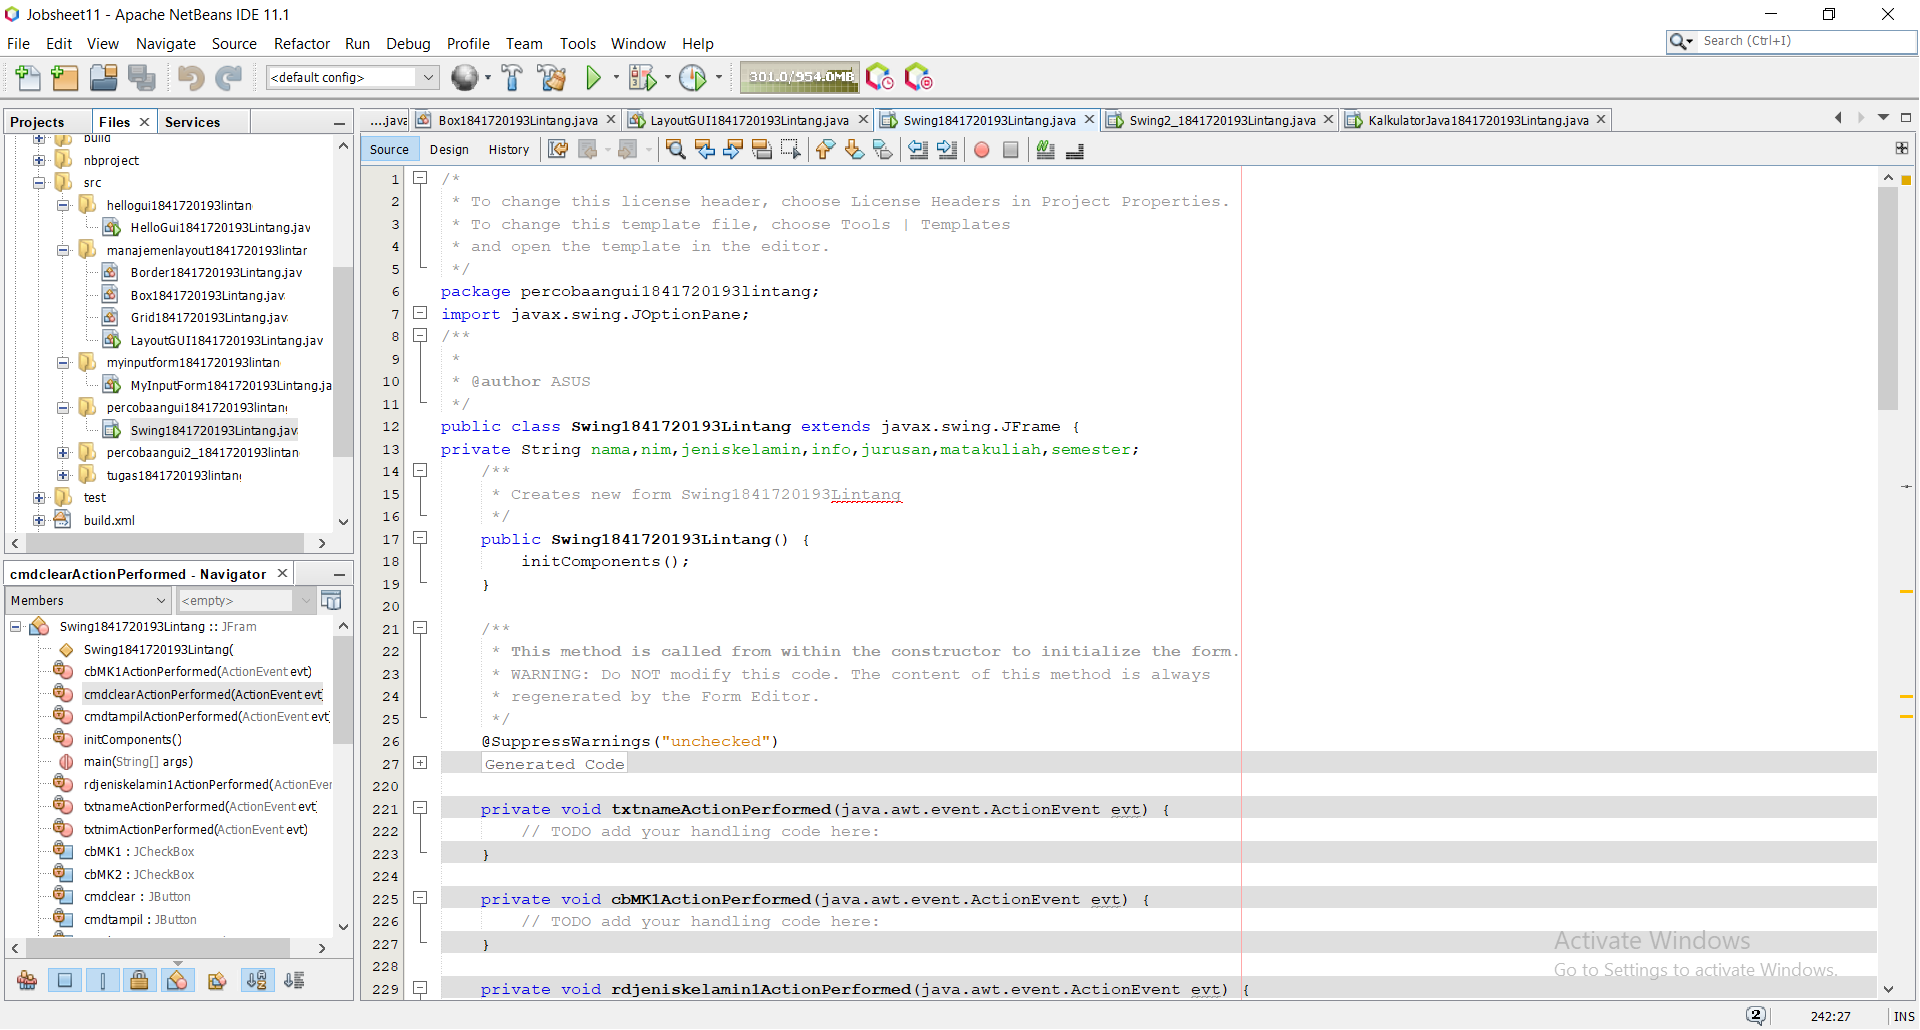 Jobsheet11 - Apache NetBeans IDE 11.1
File Edit View Navigate Source Refactor Run Debug Profile Team Tools Window Help
Search (Ctrl+I)
<default config>
301.0/954.0MB
Projects Files Services
build
nbproject
src
hellogui1841720193lintan
HelloGui1841720193Lintang.jav
manajemenlayout1841720193lintar
Border1841720193Lintang.jav
Box1841720193Lintang.jav
Grid1841720193Lintang.jav
LayoutGUI1841720193Lintang.jav
myinputform1841720193lintan
MyInputForm1841720193Lintang.ja
percobaangui1841720193lintang
Swing1841720193Lintang.jav
percobaangui2_1841720193lintan
tugas1841720193lintang
test
build.xml
cmdclearActionPerformed - Navigator
Members
<empty>
Swing1841720193Lintang :: JFram
Swing1841720193Lintang(
cbMK1ActionPerformed(ActionEvent evt)
cmdclearActionPerformed(ActionEvent evt)
cmdtampilActionPerformed(ActionEvent evt)
initComponents()
main(String[] args)
rdjeniskelamin1ActionPerformed(ActionEver
txtnameActionPerformed(ActionEvent evt)
txtnimActionPerformed(ActionEvent evt)
cbMK1 : JCheckBox
cbMK2 : JCheckBox
cmdclear : JButton
cmdtampil : JButton
....java Box1841720193Lintang.java LayoutGUI1841720193Lintang.java Swing1841720193Lintang.java Swing2_1841720193Lintang.java KalkulatorJava1841720193Lintang.java
Source Design History
1 /*
2 * To change this license header, choose License Headers in Project Properties.
3 * To change this template file, choose Tools | Templates
4 * and open the template in the editor.
5 */
6 package percobaangui1841720193lintang;
7 import javax.swing.JOptionPane;
8 /**
9 *
10 * @author ASUS
11 */
12 public class Swing1841720193Lintang extends javax.swing.JFrame {
13 private String nama,nim,jeniskelamin,info,jurusan,matakuliah,semester;
14 /**
15 * Creates new form Swing1841720193Lintang
16 */
17 public Swing1841720193Lintang() {
18 initComponents();
19 }
20
21 /**
22 * This method is called from within the constructor to initialize the form.
23 * WARNING: Do NOT modify this code. The content of this method is always
24 * regenerated by the Form Editor.
25 */
26 @SuppressWarnings("unchecked")
27 Generated Code
220
221 private void txtnameActionPerformed(java.awt.event.ActionEvent evt) {
222 // TODO add your handling code here:
223 }
224
225 private void cbMK1ActionPerformed(java.awt.event.ActionEvent evt) {
226 // TODO add your handling code here:
227 }
228
229 private void rdjeniskelamin1ActionPerformed(java.awt.event.ActionEvent evt) {
Activate Windows
Go to Settings to activate Windows.
2
242:27 INS